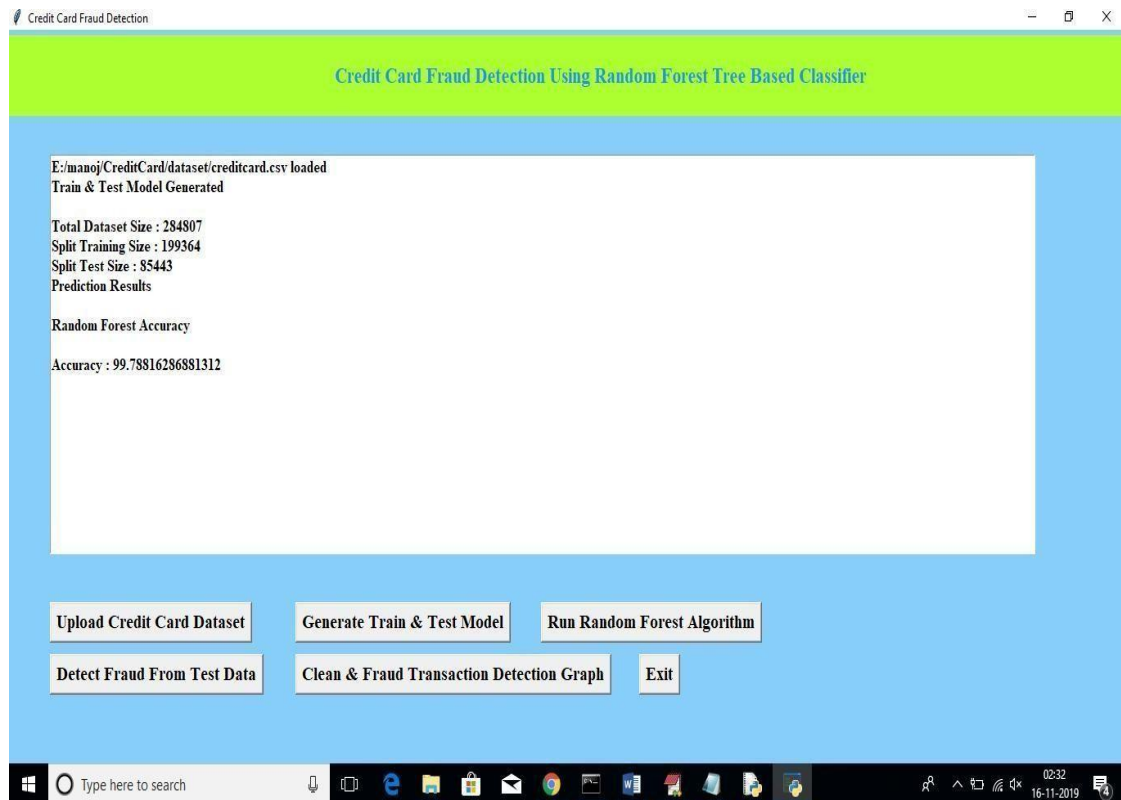 Credit Card Fraud Detection
Credit Card Fraud Detection Using Random Forest Tree Based Classifier
E:/manoj/CreditCard/dataset/creditcard.csv loaded
Train & Test Model Generated
Total Dataset Size : 284807
Split Training Size : 199364
Split Test Size : 85443
Prediction Results
Random Forest Accuracy
Accuracy : 99.78816286881312
Upload Credit Card Dataset
Generate Train & Test Model
Run Random Forest Algorithm
Detect Fraud From Test Data
Clean & Fraud Transaction Detection Graph
Exit
Type here to search
02:32
16-11-2019
4